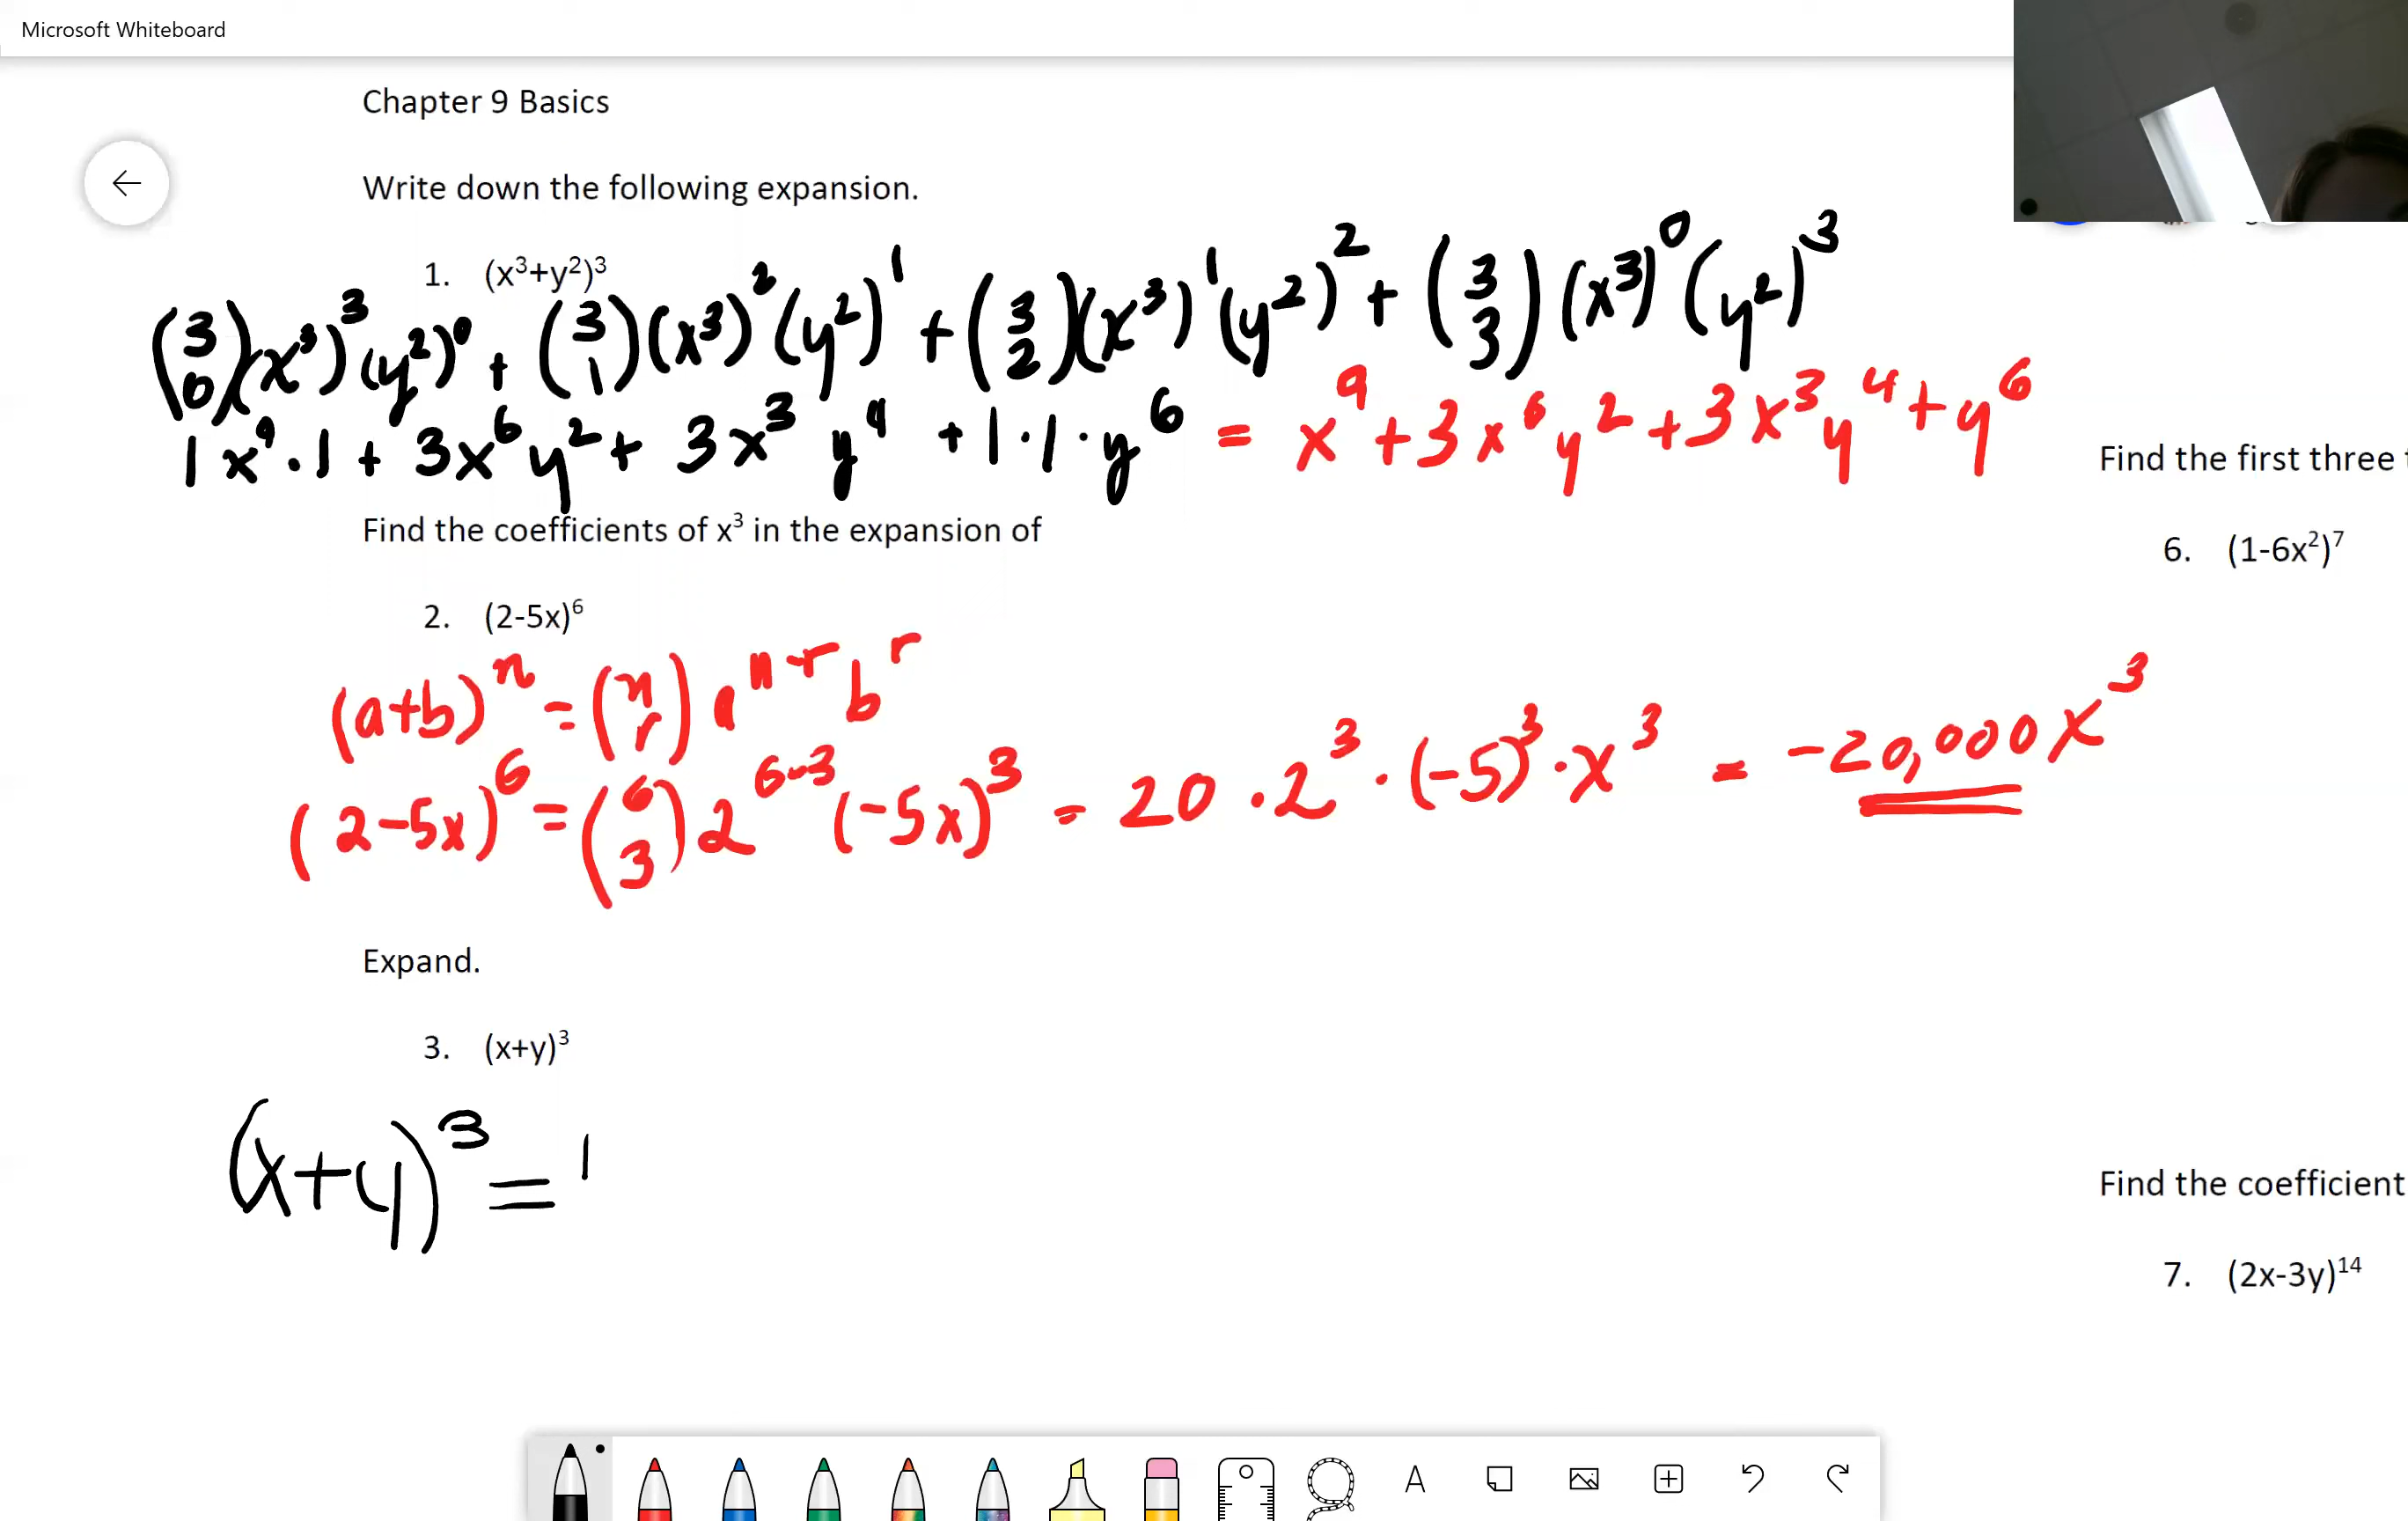 Microsoft Whiteboard
Chapter 9 Basics
Write down the following expansion.
1. (x³+y²)³
(3 0)(x³)³(y²)⁰ + (3 1)(x³)²(y²)¹ + (3 2)(x³)¹(y²)² + (3 3)(x³)⁰(y²)³
1x⁹·1 + 3x⁶y² + 3x³y⁴ + 1·1·y⁶ = x⁹+3x⁶y²+3x³y⁴+y⁶
Find the coefficients of x³ in the expansion of
2. (2-5x)⁶
(a+b)ⁿ = (n r) aⁿ⁻ʳ bʳ
(2-5x)⁶ = (6 3) 2⁶⁻³ (-5x)³ = 20·2³·(-5)³·x³ = -20,000x³
Expand.
3. (x+y)³
(x+y)³ = 1
Find the first three
6. (1-6x²)⁷
Find the coefficient
7. (2x-3y)¹⁴